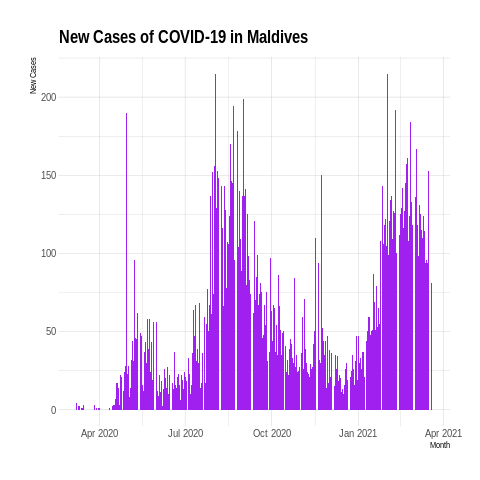 New Cases of COVID-19 in Maldives
New Cases
200
150
100
50
0
Apr 2020 Jul 2020 Oct 2020 Jan 2021 Apr 2021
Month